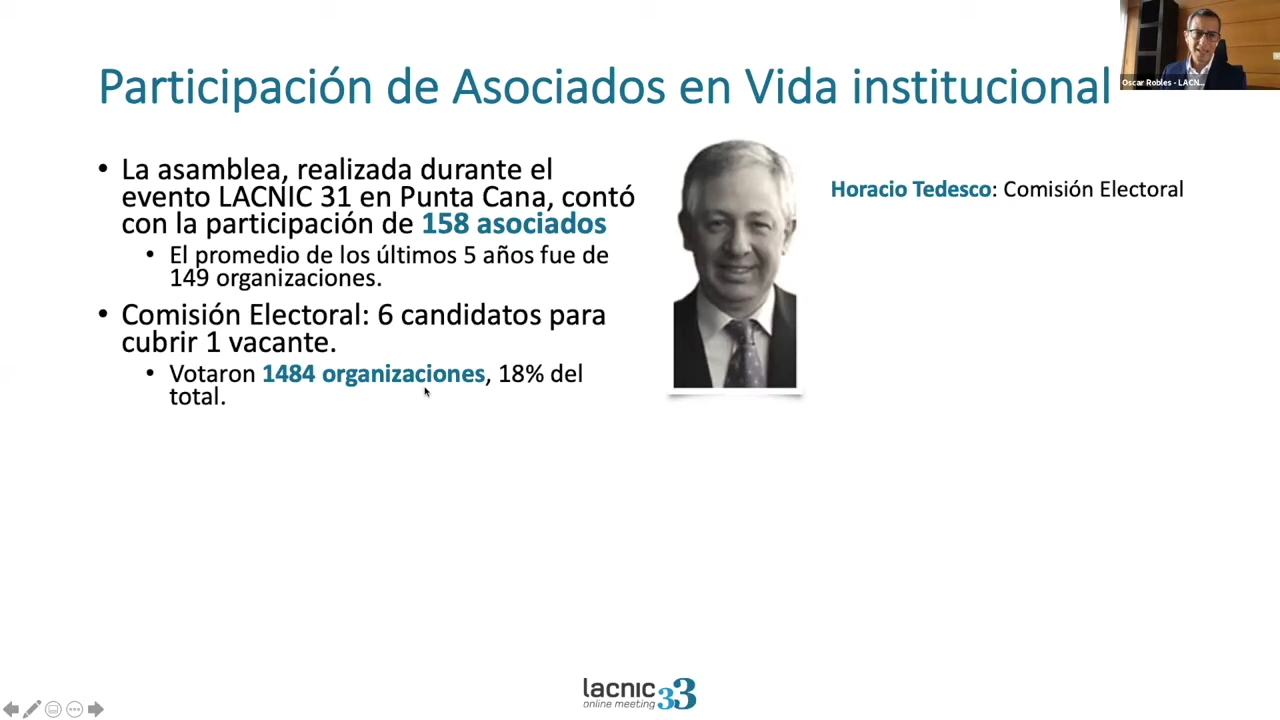 Participación de Asociados en Vida institucional
Oscar Robles - LACN...
• La asamblea, realizada durante el
evento LACNIC 31 en Punta Cana, contó
con la participación de 158 asociados
• El promedio de los últimos 5 años fue de
149 organizaciones.
• Comisión Electoral: 6 candidatos para
cubrir 1 vacante.
• Votaron 1484 organizaciones, 18% del
total.
Horacio Tedesco: Comisión Electoral
lacnic 33
online meeting